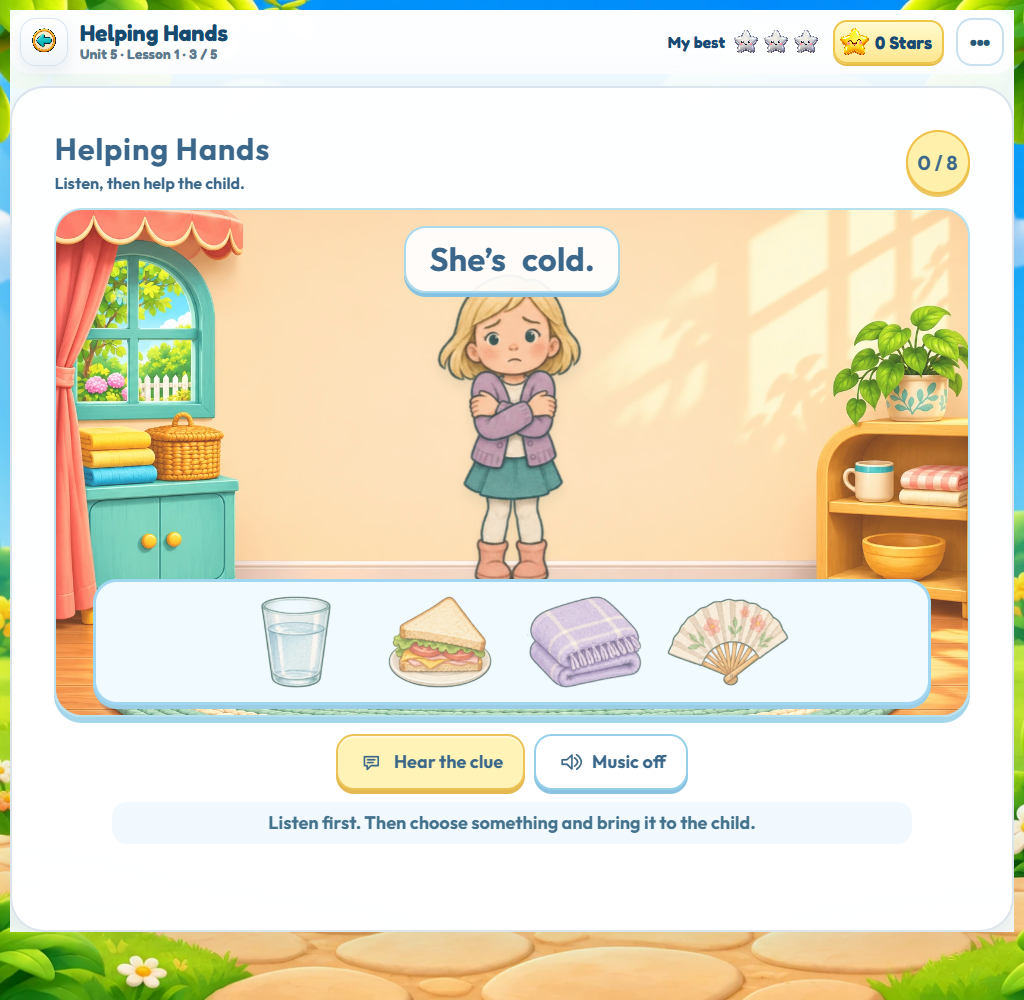 Helping Hands
Unit 5 · Lesson 1 · 3 / 5
My best
0 Stars
•••
Helping Hands
Listen, then help the child.
0 / 8
She’s cold.
Hear the clue
Music off
Listen first. Then choose something and bring it to the child.